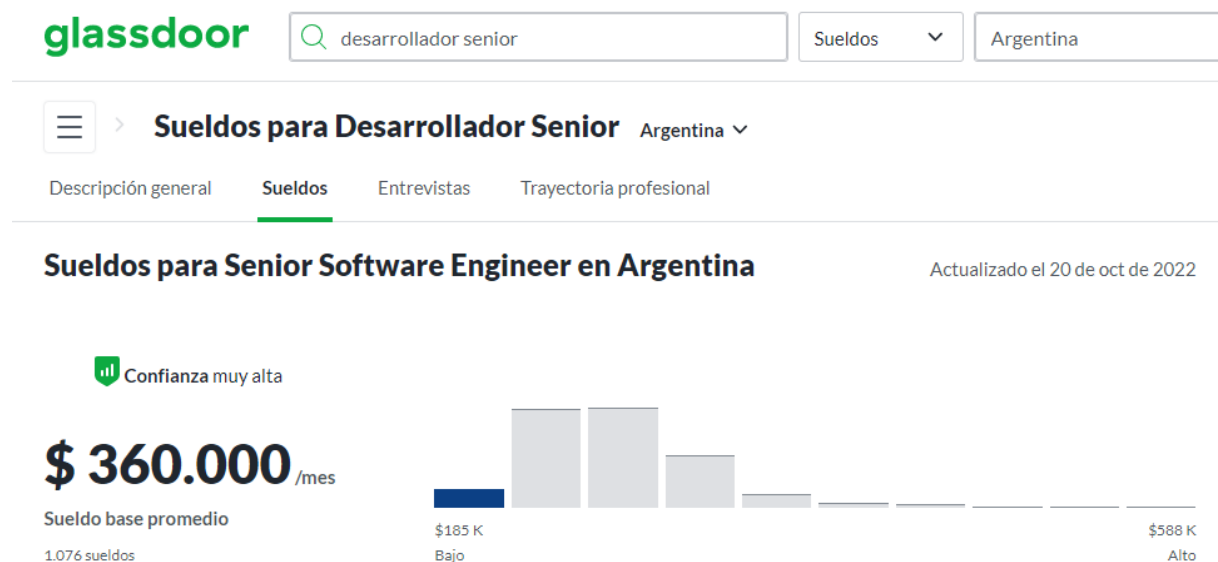 glassdoor
desarrollador senior
Sueldos
Argentina
Sueldos para Desarrollador Senior Argentina
Descripción general Sueldos Entrevistas Trayectoria profesional
Sueldos para Senior Software Engineer en Argentina
Actualizado el 20 de oct de 2022
Confianza muy alta
$ 360.000 /mes
Sueldo base promedio
1.076 sueldos
$185 K
Bajo
$588 K
Alto